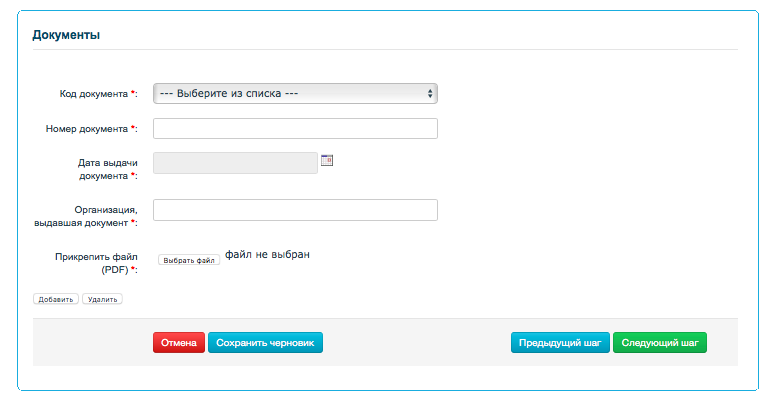 Документы
Код документа *:
--- Выберите из списка ---
Номер документа *:
Дата выдачи
документа *:
Организация,
выдавшая документ *:
Прикрепить файл
(PDF) *:
Выбрать файл файл не выбран
Добавить Удалить
Отмена Сохранить черновик Предыдущий шаг Следующий шаг